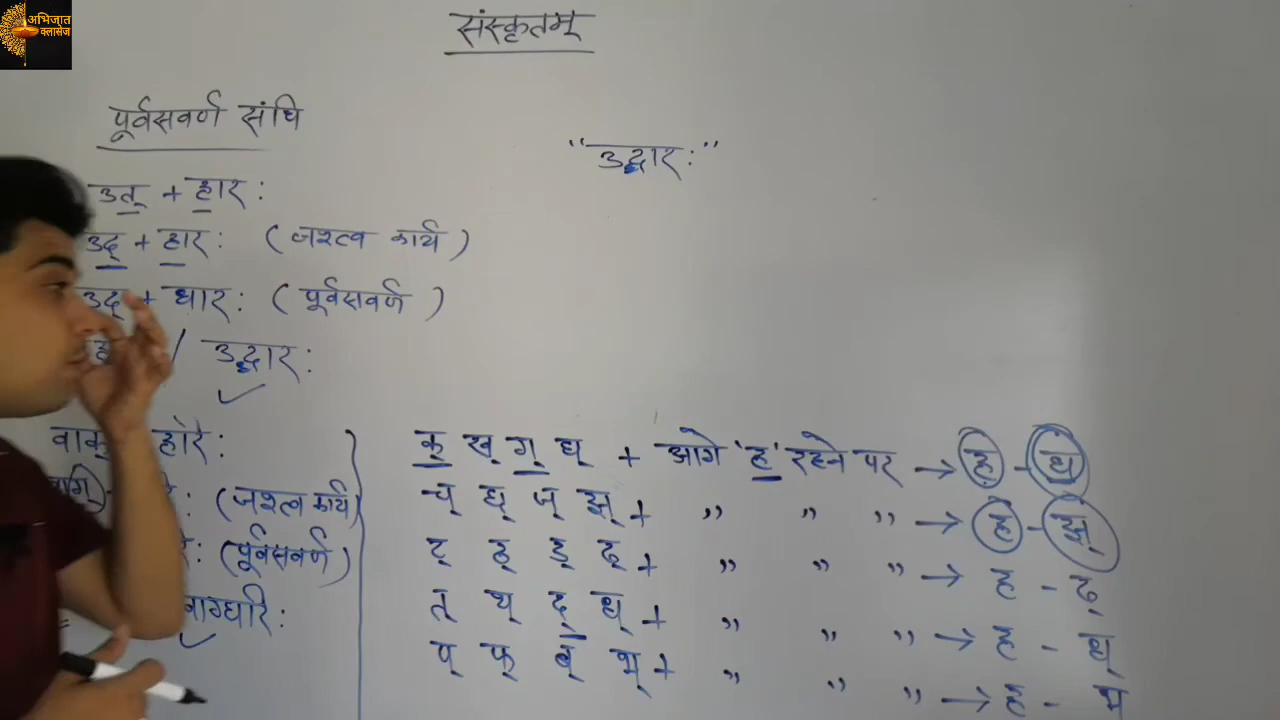 अभिजात
क्लासेज
संस्कृतम्
पूर्वसवर्ण संधि
"उद्धार:"
उत् + हार:
उद् + हार: (जश्त्व कार्य)
उद् + धार: (पूर्वसवर्ण)
/ उद्धार:
वाक् हरि:
वाग् : (जश्त्व कार्य)
: (पूर्वसवर्ण)
= वाग्घरि:
क् ख् ग् घ् + आगे 'ह' रहने पर → ह - घ्
च् छ् ज् झ् + " " " → ह - झ्
ट् ठ् ड् ढ् + " " " → ह - ढ्
त् थ् द् ध् + " " " → ह - ध्
प् फ् ब् भ् + " " " → ह - भ